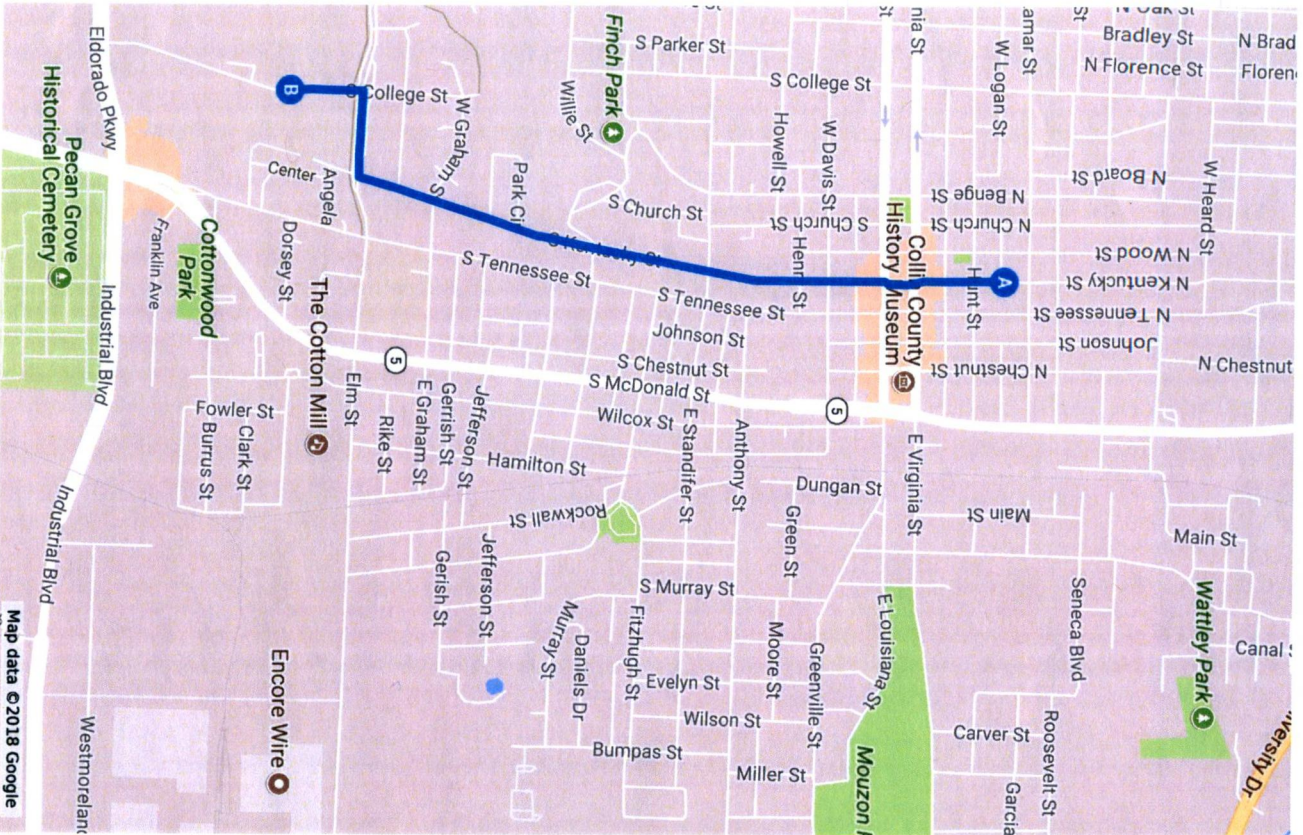 Eldorado Pkwy
Pecan Grove
Historical Cemetery
B
S College St
W Graham S
Finch Park
Willie St
S Parker St
S College St
Howell St
W Davis St
nia St
W Logan St
amar St
St
Bradley St
N Brad
N Florence St
Floren
Center
Angela
Park Ci
S Church St
S Church St
N Benge St
N Church St
N Board St
W Heard St
N Wood St
N Kentucky St
N Tennessee St
Johnson St
N Chestnut St
N Chestnut
Hunt St
A
Collin County
History Museum
S Kentucky St
S Tennessee St
S Tennessee St
Johnson St
S Chestnut St
S McDonald St
Wilcox St
E Standifer St
Anthony St
Franklin Ave
Cottonwood
Park
Dorsey St
The Cotton Mill
5
5
Industrial Blvd
Industrial Blvd
Fowler St
Clark St
Burrus St
Elm St
Rike St
E Graham St
Gerrish St
Jefferson St
Hamilton St
Rockwall St
Dungan St
E Virginia St
Main St
Main St
Green St
Gerish St
Jefferson St
S Murray St
Murray St
Daniels Dr
Fitzhugh St
Evelyn St
Wilson St
Bumpas St
Miller St
Moore St
Greenville St
E Louisiana St
Seneca Blvd
Wattley Park
Canal
Carver St
Roosevelt St
Garcia
iversity Dr
Encore Wire
Westmoreland
Map data ©2018 Google